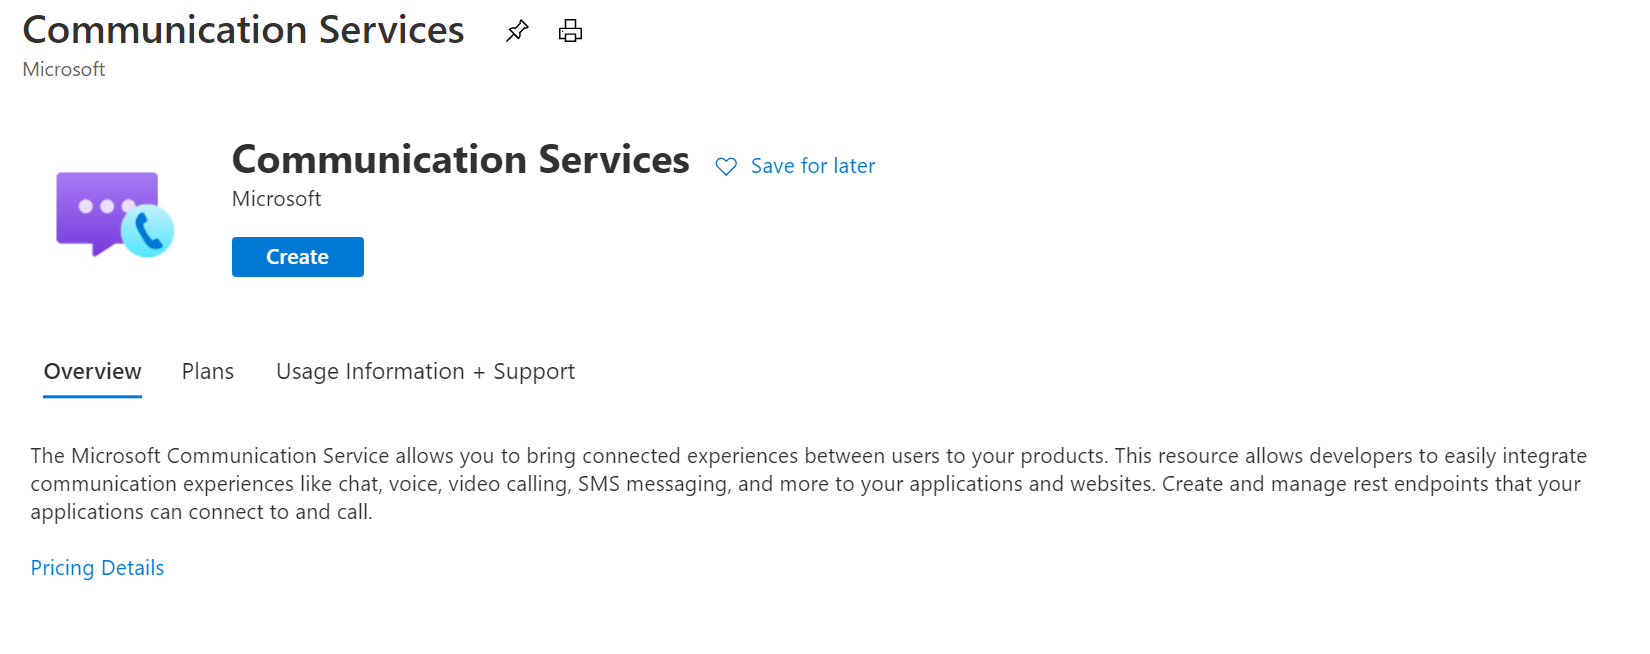 Communication Services
Microsoft
Communication Services
Save for later
Microsoft
Create
Overview
Plans
Usage Information + Support
The Microsoft Communication Service allows you to bring connected experiences between users to your products. This resource allows developers to easily integrate
communication experiences like chat, voice, video calling, SMS messaging, and more to your applications and websites. Create and manage rest endpoints that your
applications can connect to and call.
Pricing Details